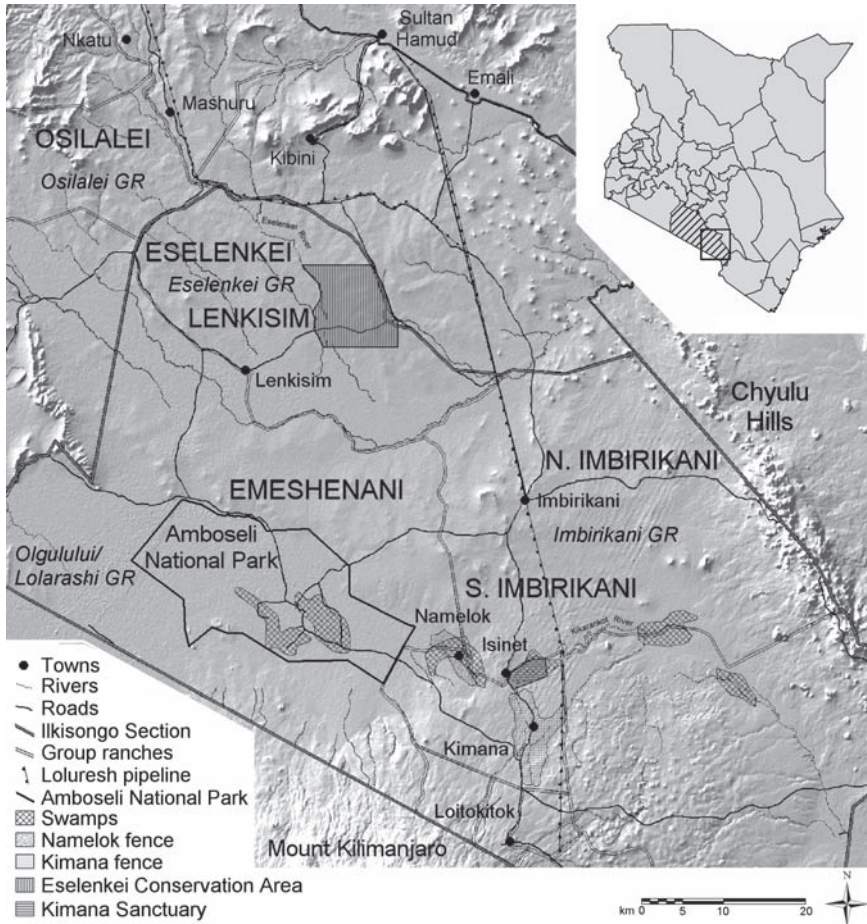 Sultan
Hamud
Nkatu
Emali
Mashuru
OSILALEI
Kibini
Osilalei GR
Eselenkei River
ESELENKEI
Eselenkei GR
LENKISIM
Lenkisim
Chyulu
Hills
N. IMBIRIKANI
EMESHENANI
Imbirikani
Amboseli
National Park
Imbirikani GR
Olgulului/
Lolarashi GR
S. IMBIRIKANI
Namelok
Isinet
River
Kimana
Loitokitok
Mount Kilimanjaro
Towns
Rivers
Roads
Ilkisongo Section
Group ranches
Loluresh pipeline
Amboseli National Park
Swamps
Namelok fence
Kimana fence
Eselenkei Conservation Area
Kimana Sanctuary
km 0 5 10 20
N